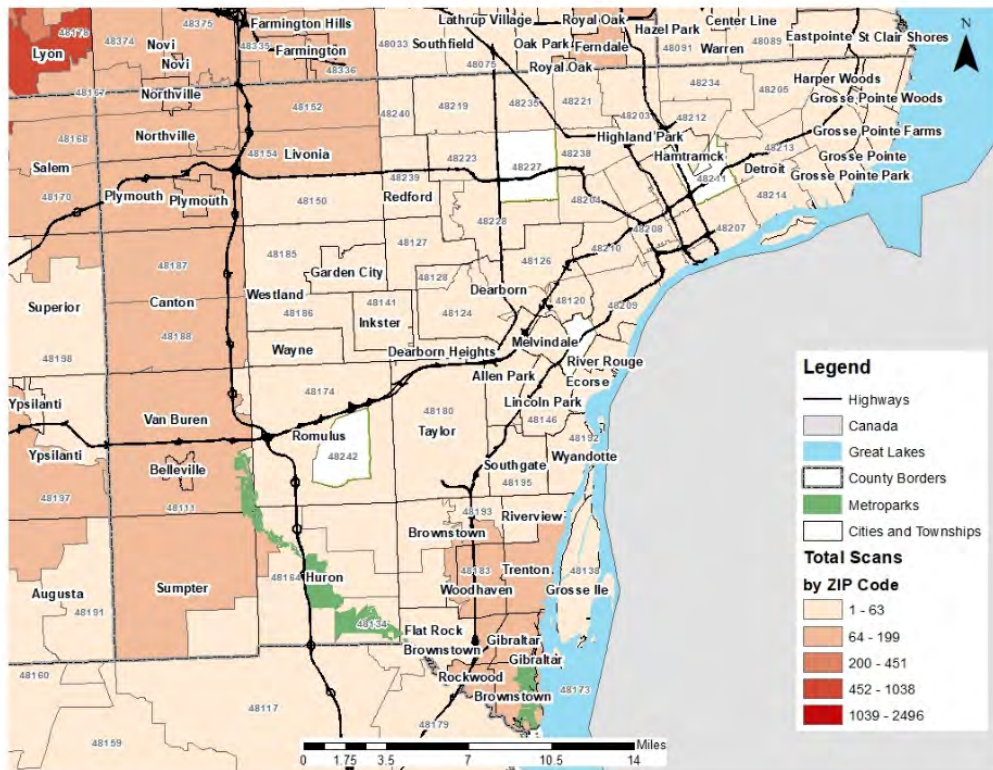 48178
48375
Farmington Hills
Lathrup Village
Royal Oak
Hazel Park
Center Line
N
Lyon
48374
Novi
Novi
48335
Farmington
48336
48033
Southfield
Oak Park
Ferndale
48091
Warren
48089
Eastpointe
St Clair Shores
48075
Royal Oak
48167
Northville
48152
48240
48219
48235
48221
48234
48205
Harper Woods
Grosse Pointe Woods
48168
Northville
48154
Livonia
48203
48212
Highland Park
Grosse Pointe Farms
Salem
48223
48227
48238
Hamtramck
48213
Grosse Pointe
48170
Plymouth
Plymouth
48239
Redford
48211
Detroit
Grosse Pointe Park
48150
48204
48214
48228
48208
48207
48187
48185
48127
48210
Garden City
48126
48128
Superior
Canton
Westland
Dearborn
48141
48120
48209
48186
Inkster
48124
48188
Wayne
Melvindale
48198
Dearborn Heights
River Rouge
Allen Park
Ecorse
48174
Ypsilanti
Lincoln Park
Van Buren
48180
48146
Romulus
Taylor
48192
Ypsilanti
48242
Wyandotte
Belleville
Southgate
48197
48195
48111
48193
Riverview
Brownstown
48164
Huron
48183
Trenton
48138
Augusta
Sumpter
Woodhaven
Grosse Ile
48191
48134
Flat Rock
Gibraltar
Brownstown
Gibraltar
48160
Rockwood
48173
Brownstown
48117
48179
48159
Miles
0 1.75 3.5 7 10.5 14
Legend
Highways
Canada
Great Lakes
County Borders
Metroparks
Cities and Townships
Total Scans
by ZIP Code
1 - 63
64 - 199
200 - 451
452 - 1038
1039 - 2496